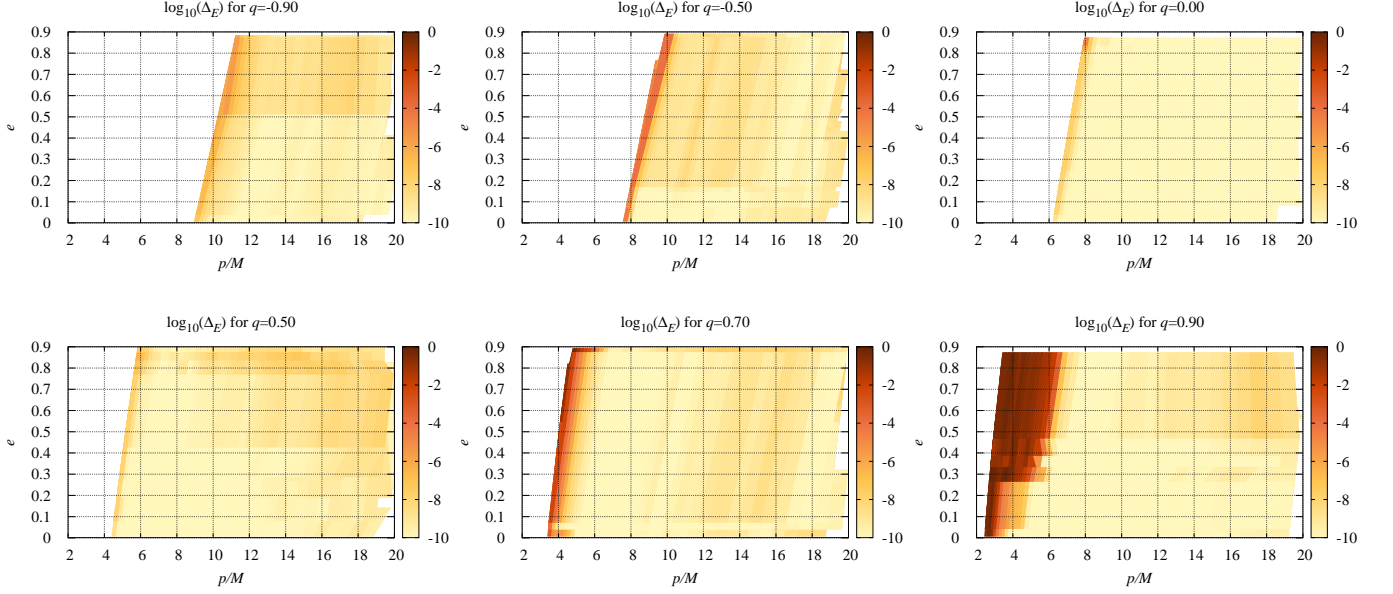 log₁₀(Δ_E) for q=-0.90
log₁₀(Δ_E) for q=-0.50
log₁₀(Δ_E) for q=0.00
0.9 0.8 0.7 0.6 0.5 0.4 0.3 0.2 0.1 0
e
2 4 6 8 10 12 14 16 18 20
p/M
0 -2 -4 -6 -8 -10
0.9 0.8 0.7 0.6 0.5 0.4 0.3 0.2 0.1 0
e
2 4 6 8 10 12 14 16 18 20
p/M
0 -2 -4 -6 -8 -10
0.9 0.8 0.7 0.6 0.5 0.4 0.3 0.2 0.1 0
e
2 4 6 8 10 12 14 16 18 20
p/M
0 -2 -4 -6 -8 -10
log₁₀(Δ_E) for q=0.50
log₁₀(Δ_E) for q=0.70
log₁₀(Δ_E) for q=0.90
0.9 0.8 0.7 0.6 0.5 0.4 0.3 0.2 0.1 0
e
2 4 6 8 10 12 14 16 18 20
p/M
0 -2 -4 -6 -8 -10
0.9 0.8 0.7 0.6 0.5 0.4 0.3 0.2 0.1 0
e
2 4 6 8 10 12 14 16 18 20
p/M
0 -2 -4 -6 -8 -10
0.9 0.8 0.7 0.6 0.5 0.4 0.3 0.2 0.1 0
e
2 4 6 8 10 12 14 16 18 20
p/M
0 -2 -4 -6 -8 -10